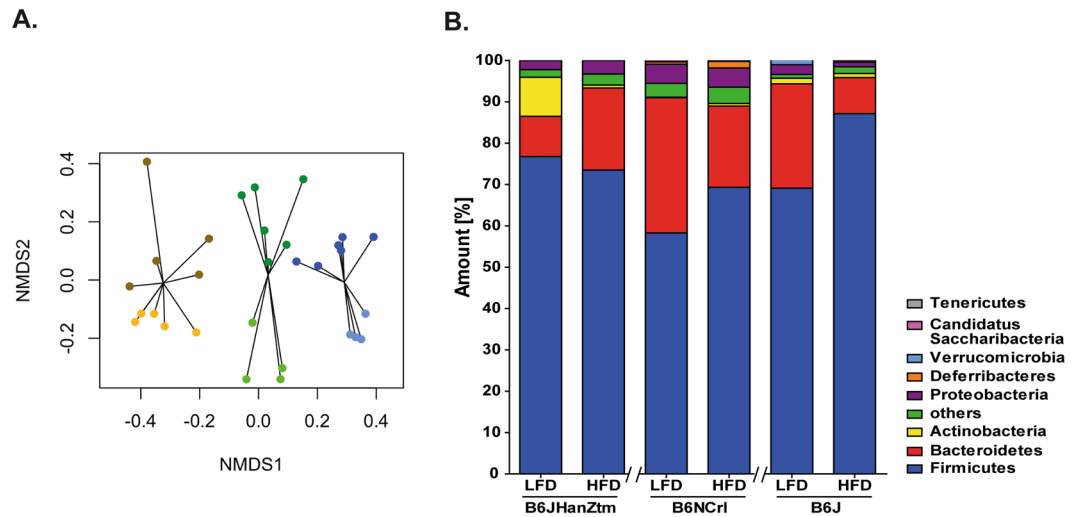 A.
B.
0.4
0.2
0.0
-0.2
NMDS2
-0.4 -0.2 0.0 0.2 0.4
NMDS1
100
90
80
70
60
50
40
30
20
10
0
Amount [%]
LFD HFD LFD HFD LFD HFD
B6JHanZtm B6NCrl B6J
Tenericutes
Candidatus
Saccharibacteria
Verrucomicrobia
Deferribacteres
Proteobacteria
others
Actinobacteria
Bacteroidetes
Firmicutes